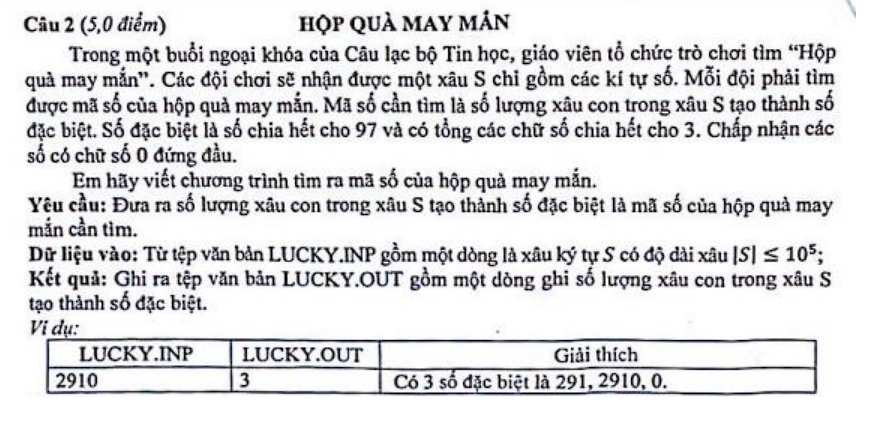 Câu 2 (5,0 điểm) HỘP QUÀ MAY MẮN
Trong một buổi ngoại khóa của Câu lạc bộ Tin học, giáo viên tổ chức trò chơi tìm “Hộp
quà may mắn”. Các đội chơi sẽ nhận được một xâu S chỉ gồm các kí tự số. Mỗi đội phải tìm
được mã số của hộp quà may mắn. Mã số cần tìm là số lượng xâu con trong xâu S tạo thành số
đặc biệt. Số đặc biệt là số chia hết cho 97 và có tổng các chữ số chia hết cho 3. Chấp nhận các
số có chữ số 0 đứng đầu.
Em hãy viết chương trình tìm ra mã số của hộp quà may mắn.
Yêu cầu: Đưa ra số lượng xâu con trong xâu S tạo thành số đặc biệt là mã số của hộp quà may
mắn cần tìm.
Dữ liệu vào: Từ tệp văn bản LUCKY.INP gồm một dòng là xâu ký tự S có độ dài xâu |S| ≤ 10⁵;
Kết quả: Ghi ra tệp văn bản LUCKY.OUT gồm một dòng ghi số lượng xâu con trong xâu S
tạo thành số đặc biệt.
Ví dụ:
LUCKY.INP LUCKY.OUT Giải thích
2910 3 Có 3 số đặc biệt là 291, 2910, 0.